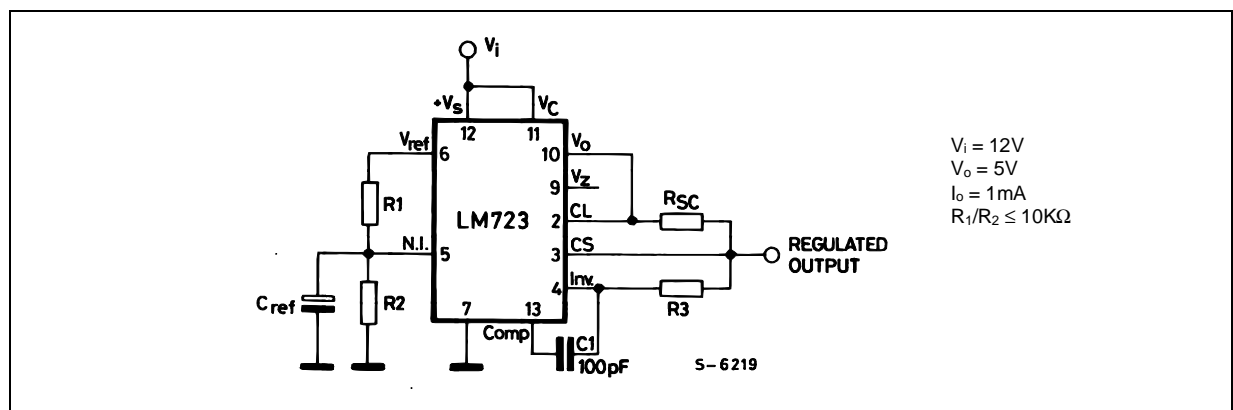 Vi
+Vs
VC
12
11
Vref
6
10
Vo
9
Vz
R1
LM723
2
CL
RSC
N.I.
5
3
CS
REGULATED
OUTPUT
4
Inv.
R3
Cref
R2
7
13
Comp
C1
100pF
S-6219
Vi = 12V
Vo = 5V
Io = 1mA
R1/R2 ≤ 10KΩ